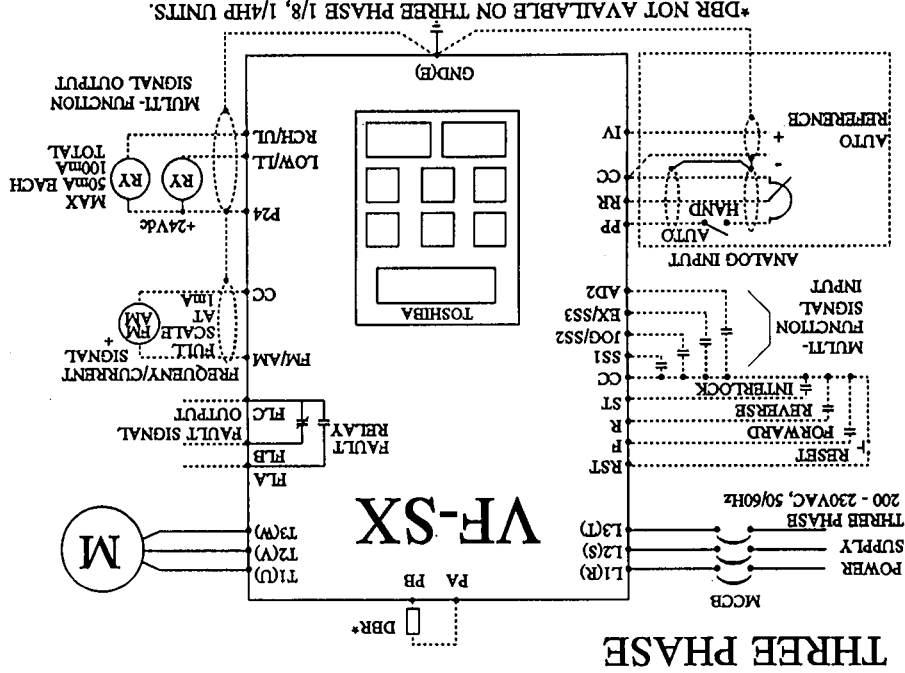 THREE PHASE
DBR*
MCCB
PA PB
POWER
SUPPLY
THREE PHASE
200 - 230VAC, 50/60Hz
L1(R)
L2(S)
L3(T)
T1(U)
T2(V)
T3(W)
M
VF-SX
RESET
FORWARD
REVERSE
INTERLOCK
RST
F
R
ST
CC
SS1
JOG/SS2
EX/SS3
AD2
MULTI-
FUNCTION
SIGNAL
INPUT
FLA
FLB
FLC
FAULT
RELAY
FAULT SIGNAL
OUTPUT
FREQUENY/CURRENT
SIGNAL
FULL
SCALE
AT
1mA
+
FM
AM
FM/AM
CC
TOSHIBA
ANALOG INPUT
AUTO
HAND
PP
RR
CC
IV
-
+
AUTO
REFERENCE
P24
LOW/LL
RCH/UL
+24Vdc
RY
RY
MAX
50mA EACH
100mA
TOTAL
MULTI- FUNCTION
SIGNAL OUTPUT
GND(E)
*DBR NOT AVAILABLE ON THREE PHASE 1/8, 1/4HP UNITS.